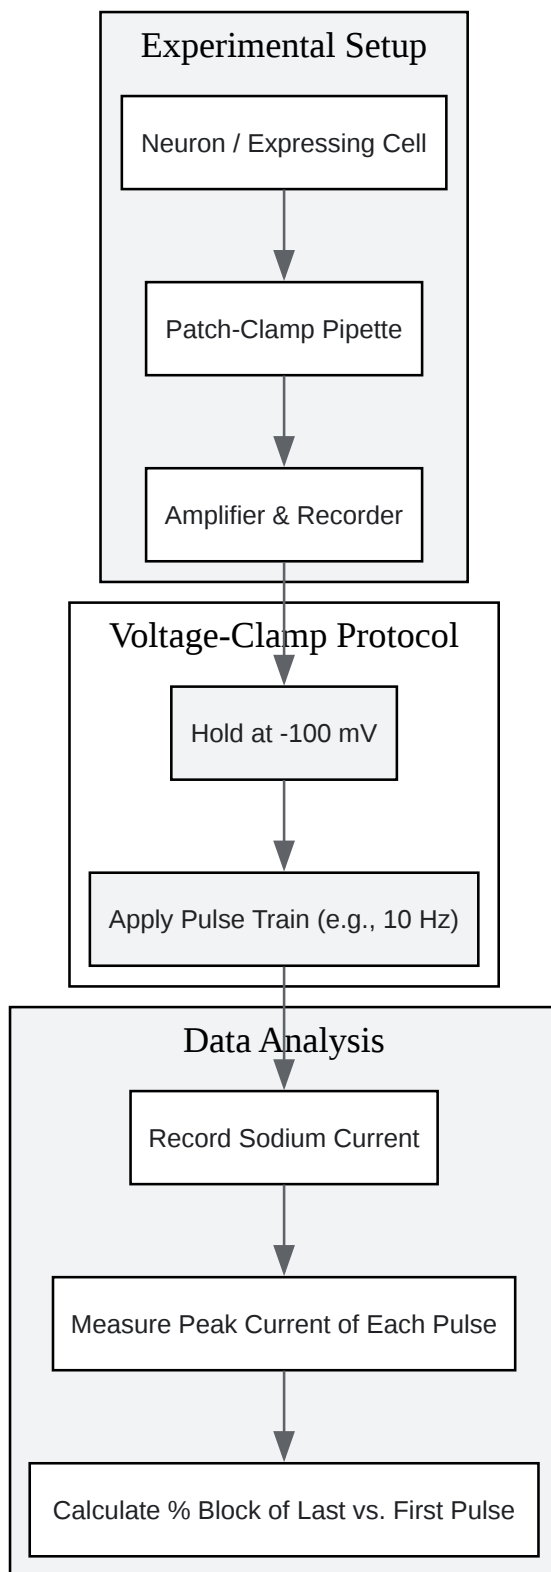 Experimental Setup
Neuron / Expressing Cell
Patch-Clamp Pipette
Amplifier & Recorder
Voltage-Clamp Protocol
Hold at -100 mV
Apply Pulse Train (e.g., 10 Hz)
Data Analysis
Record Sodium Current
Measure Peak Current of Each Pulse
Calculate % Block of Last vs. First Pulse